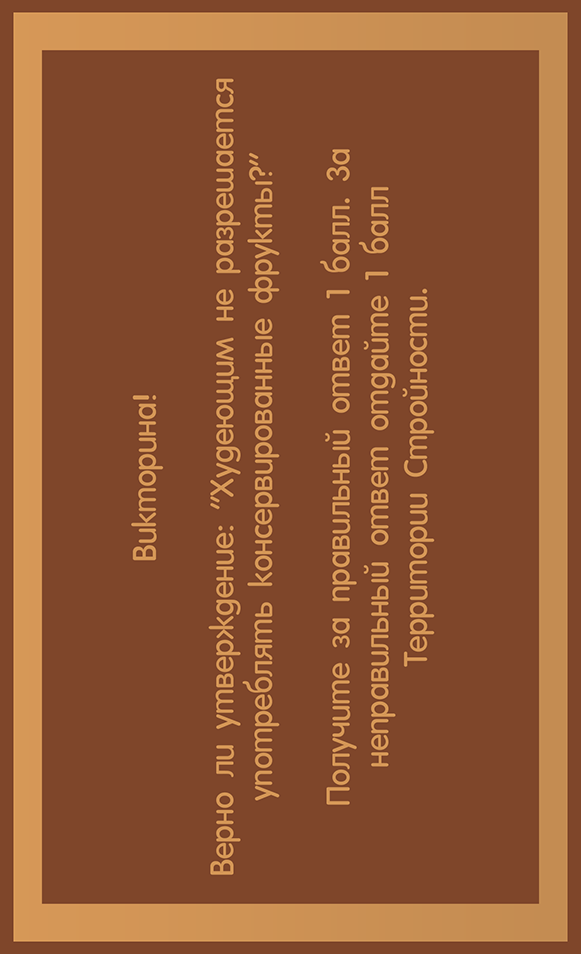 Викторина!
Верно ли утверждение: "Худеющим не разрешается
употреблять консервированные фрукты?"
Получите за правильный ответ 1 балл. За
неправильный ответ отдайте 1 балл
Территории Стройности.